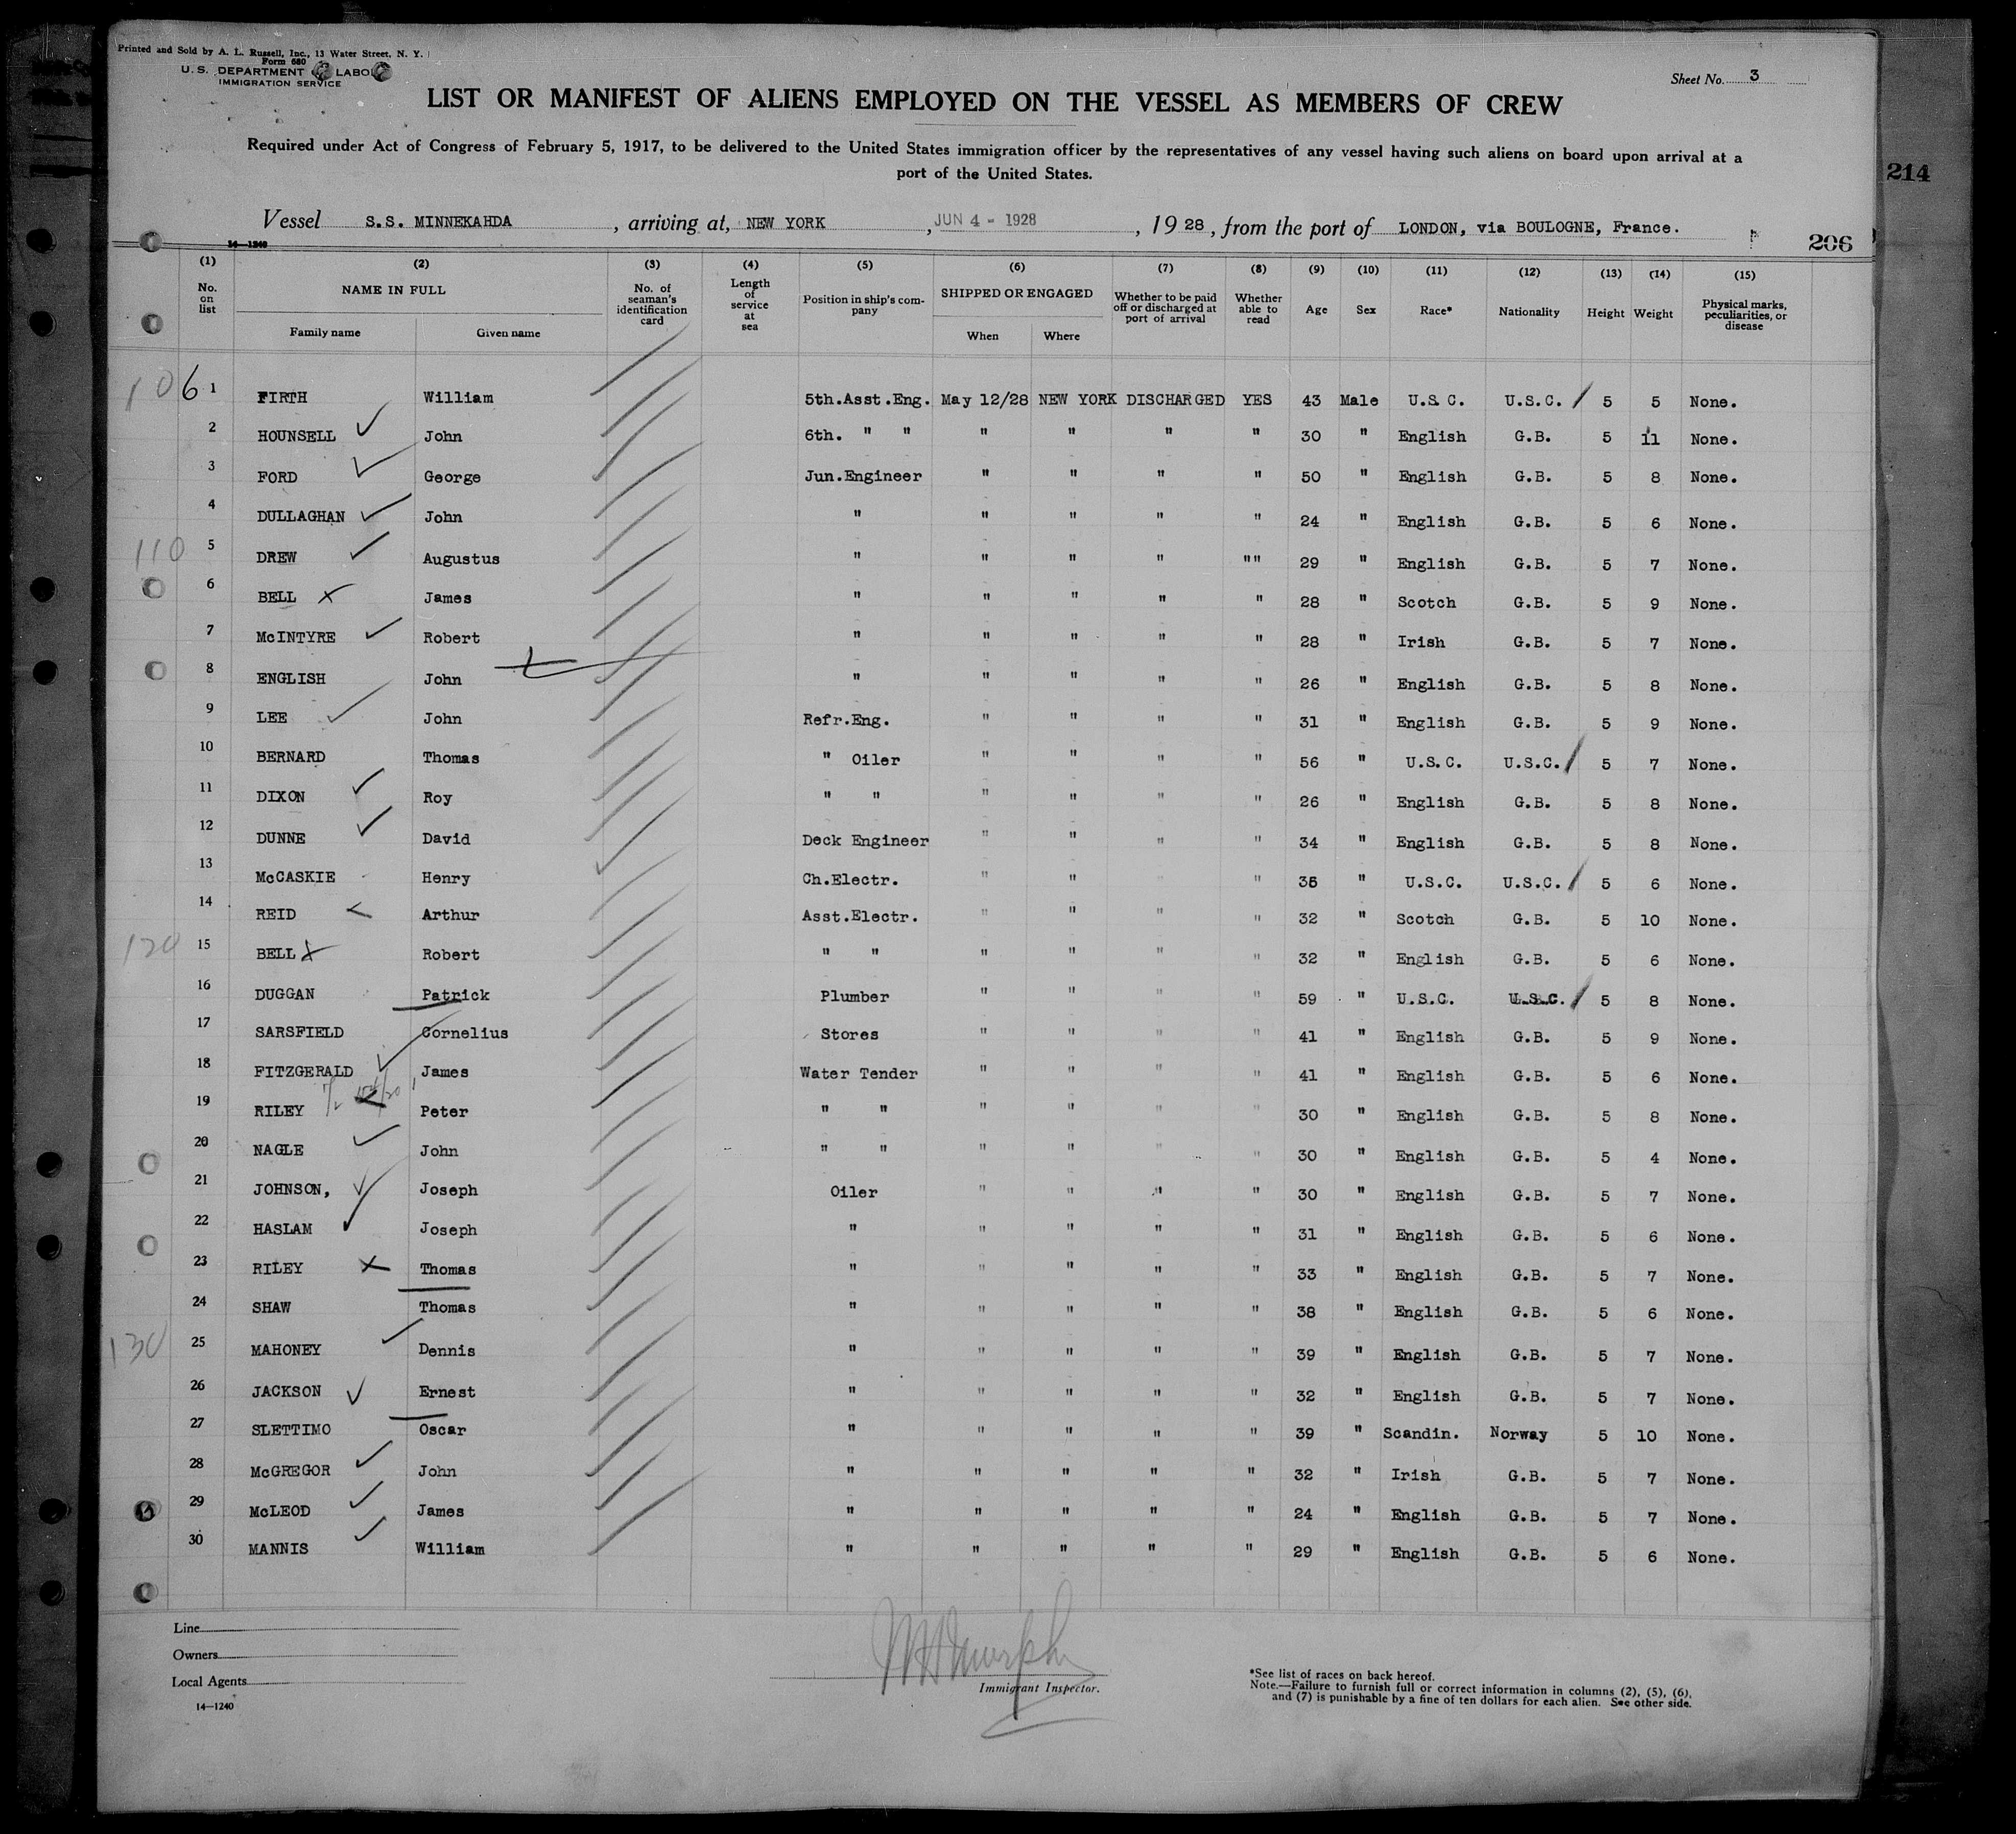 Printed and Sold by A. L. Russell, Inc., 13 Water Street, N. Y.
Form 680
U. S. DEPARTMENT LABO
IMMIGRATION SERVICE
Sheet No. 3
LIST OR MANIFEST OF ALIENS EMPLOYED ON THE VESSEL AS MEMBERS OF CREW
Required under Act of Congress of February 5, 1917, to be delivered to the United States immigration officer by the representatives of any vessel having such aliens on board upon arrival at a
port of the United States.
214
Vessel S.S. MINNEKAHDA, arriving at, NEW YORK, JUN 4 - 1928, 1928, from the port of LONDON, via BOULOGNE, France.
14—1240
206
(1) (2) (3) (4) (5) (6) (7) (8) (9) (10) (11) (12) (13) (14) (15)
No. on list NAME IN FULL Family name Given name No. of seaman's identification card Length of service at sea Position in ship's company SHIPPED OR ENGAGED When Where Whether to be paid off or discharged at port of arrival Whether able to read Age Sex Race* Nationality Height Weight Physical marks, peculiarities, or disease
106 1 FIRTH William 5th.Asst.Eng. May 12/28 NEW YORK DISCHARGED YES 43 Male U.S.C. U.S.C. 5 5 None.
2 HOUNSELL John 6th. " " " " " " 30 " English G.B. 5 11 None.
3 FORD George Jun.Engineer " " " " 50 " English G.B. 5 8 None.
4 DULLAGHAN John " " " " " 24 " English G.B. 5 6 None.
110 5 DREW Augustus " " " " "" 29 " English G.B. 5 7 None.
6 BELL James " " " " " 28 " Scotch G.B. 5 9 None.
7 McINTYRE Robert " " " " " 28 " Irish G.B. 5 7 None.
8 ENGLISH John " " " " " 26 " English G.B. 5 8 None.
9 LEE John Refr.Eng. " " " " 31 " English G.B. 5 9 None.
10 BERNARD Thomas " Oiler " " " " 56 " U.S.C. U.S.C. 5 7 None.
11 DIXON Roy " " " " " " 26 " English G.B. 5 8 None.
12 DUNNE David Deck Engineer " " " " 34 " English G.B. 5 8 None.
13 McCASKIE Henry Ch.Electr. " " " " 36 " U.S.C. U.S.C. 5 6 None.
14 REID Arthur Asst.Electr. " " " " 32 " Scotch G.B. 5 10 None.
120 15 BELL Robert " " " " " " 32 " English G.B. 5 6 None.
16 DUGGAN Patrick Plumber " " " " 59 " U.S.C. U.S.C. 5 8 None.
17 SARSFIELD Cornelius Stores " " " " 41 " English G.B. 5 9 None.
18 FITZGERALD James Water Tender " " " " 41 " English G.B. 5 6 None.
19 RILEY Peter " " " " " " 30 " English G.B. 5 8 None.
20 NAGLE John " " " " " " 30 " English G.B. 5 4 None.
21 JOHNSON, Joseph Oiler " " " " 30 " English G.B. 5 7 None.
22 HASLAM Joseph " " " " " 31 " English G.B. 5 6 None.
23 RILEY Thomas " " " " " 33 " English G.B. 5 7 None.
24 SHAW Thomas " " " " " 38 " English G.B. 5 6 None.
130 25 MAHONEY Dennis " " " " " 39 " English G.B. 5 7 None.
26 JACKSON Ernest " " " " " 32 " English G.B. 5 7 None.
27 SLETTIMO Oscar " " " " " 39 " Scandin. Norway 5 10 None.
28 McGREGOR John " " " " " 32 " Irish G.B. 5 7 None.
29 McLEOD James " " " " " 24 " English G.B. 5 7 None.
30 MANNIS William " " " " " 29 " English G.B. 5 6 None.
Line
Owners
Local Agents
14—1240
Immigrant Inspector.
*See list of races on back hereof.
Note.—Failure to furnish full or correct information in columns (2), (5), (6),
and (7) is punishable by a fine of ten dollars for each alien. See other side.